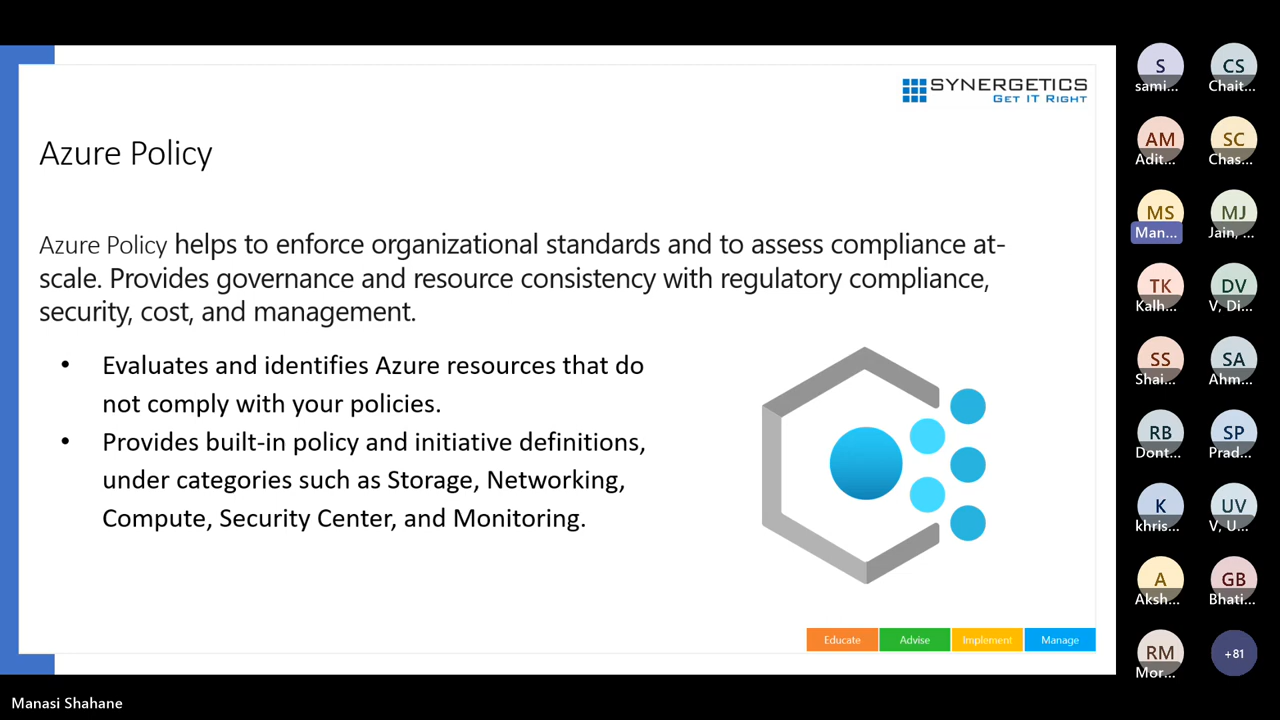 SYNERGETICS
GET IT RIGHT
Azure Policy
Azure Policy helps to enforce organizational standards and to assess compliance at-
scale. Provides governance and resource consistency with regulatory compliance,
security, cost, and management.
• Evaluates and identifies Azure resources that do
not comply with your policies.
• Provides built-in policy and initiative definitions,
under categories such as Storage, Networking,
Compute, Security Center, and Monitoring.
Educate Advise Implement Manage
S CS
sami... Chait...
AM SC
Adit... Chas...
MS MJ
Man... Jain, ...
TK DV
Kalh... V, Di...
SS SA
Shai... Ahm...
RB SP
Dont... Prad...
K UV
khris... V, U...
A GB
Aksh... Bhati...
RM +81
Mor...
Manasi Shahane